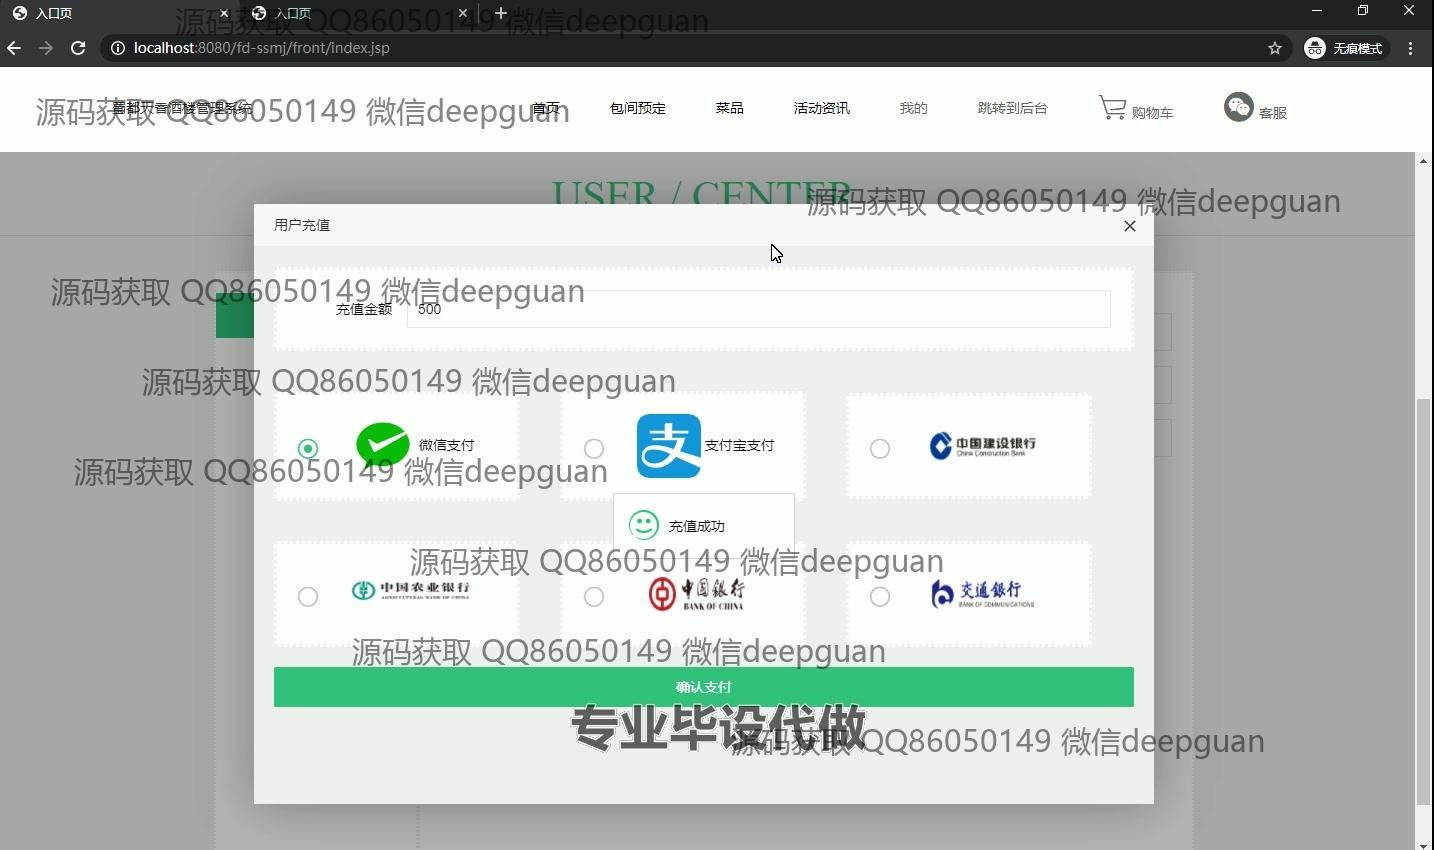 入口页
入口页
源码获取 QQ86050149 微信deepguan
localhost:8080/fd-ssmj/front/index.jsp
无痕模式
源码获取 QQ86050149 微信deepguan
首页
包间预定
菜品
活动资讯
我的
跳转到后台
购物车
客服
USER / CENTER
源码获取 QQ86050149 微信deepguan
用户充值
源码获取 QQ86050149 微信deepguan
充值金额
500
源码获取 QQ86050149 微信deepguan
微信支付
支付宝支付
中国建设银行
China Construction Bank
源码获取 QQ86050149 微信deepguan
充值成功
源码获取 QQ86050149 微信deepguan
中国农业银行
AGRICULTURAL BANK OF CHINA
中国银行
BANK OF CHINA
交通银行
BANK OF COMMUNICATIONS
源码获取 QQ86050149 微信deepguan
确认支付
专业毕设代做
源码获取 QQ86050149 微信deepguan